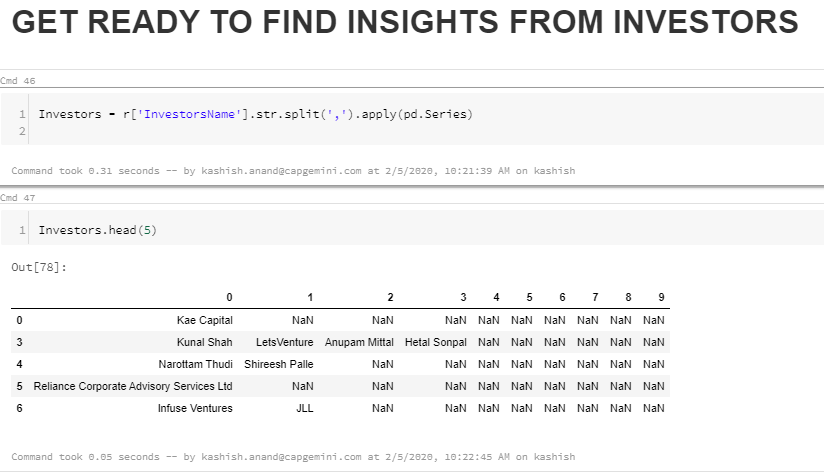 GET READY TO FIND INSIGHTS FROM INVESTORS
Cmd 46
1 Investors = r['InvestorsName'].str.split(',').apply(pd.Series)
2
Command took 0.31 seconds -- by kashish.anand@capgemini.com at 2/5/2020, 10:21:39 AM on kashish
Cmd 47
1 Investors.head(5)
Out[78]:
0 1 2 3 4 5 6 7 8 9
0 Kae Capital NaN NaN NaN NaN NaN NaN NaN NaN NaN
3 Kunal Shah LetsVenture Anupam Mittal Hetal Sonpal NaN NaN NaN NaN NaN NaN
4 Narottam Thudi Shireesh Palle NaN NaN NaN NaN NaN NaN NaN NaN
5 Reliance Corporate Advisory Services Ltd NaN NaN NaN NaN NaN NaN NaN NaN NaN
6 Infuse Ventures JLL NaN NaN NaN NaN NaN NaN NaN NaN
Command took 0.05 seconds -- by kashish.anand@capgemini.com at 2/5/2020, 10:22:45 AM on kashish